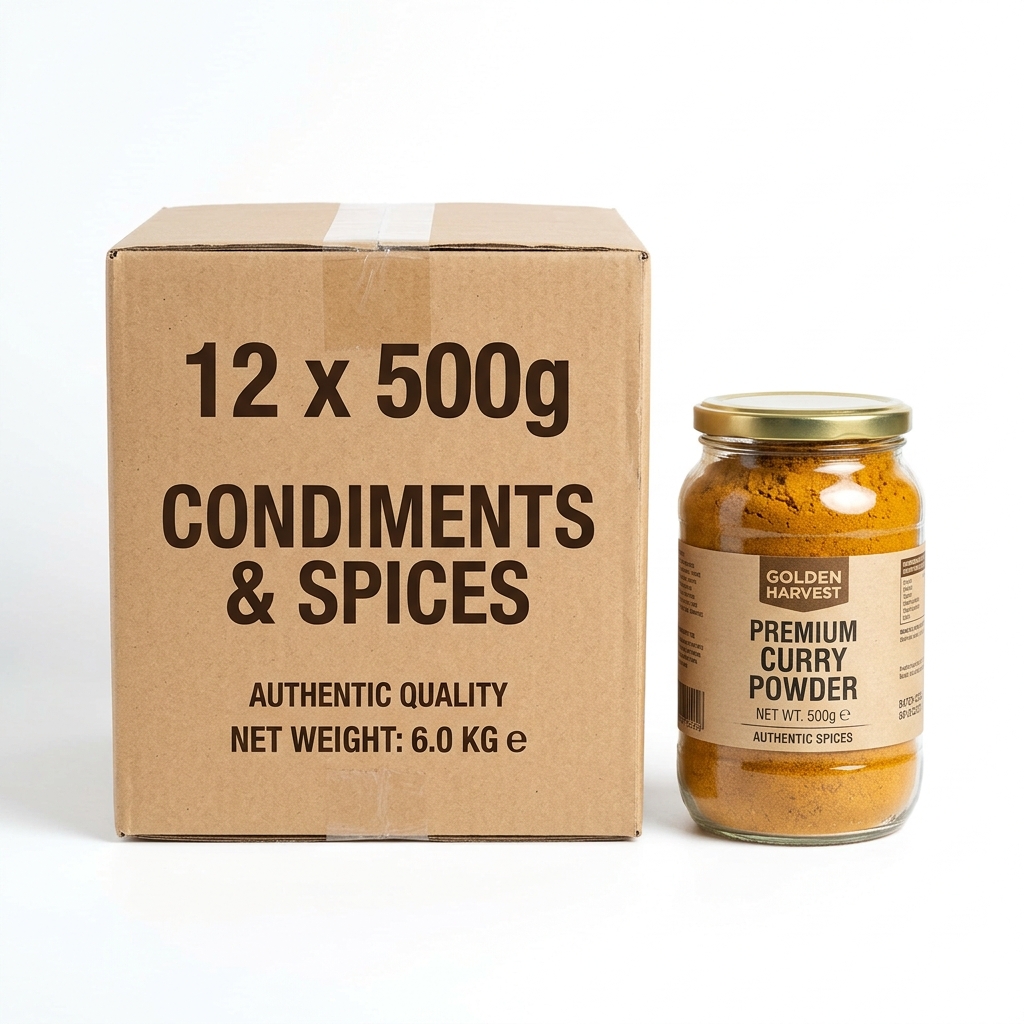 12 x 500g
CONDIMENTS
& SPICES
AUTHENTIC QUALITY
NET WEIGHT: 6.0 KG e
GOLDEN
HARVEST
PREMIUM
CURRY
POWDER
NET WT. 500g e
AUTHENTIC SPICES